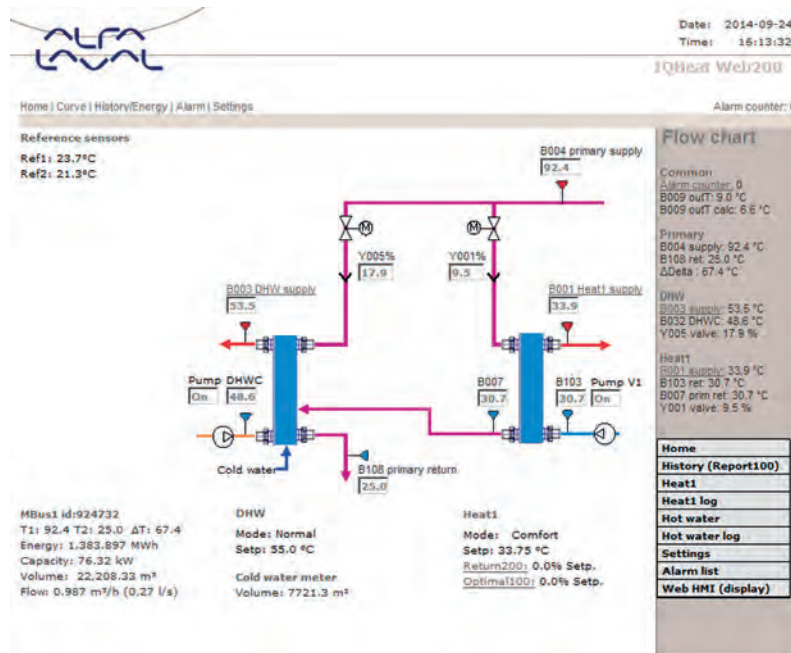 ALFA
LAVAL
Date: 2014-09-24
Time: 16:13:32
IQHeat Web200
Home | Curve | History/Energy | Alarm | Settings
Alarm counter:
Reference sensors
Ref1: 23.7°C
Ref2: 21.3°C
B004 primary supply
92.4
M
M
Y005%
17.9
Y001%
9.5
B003 DHW supply
53.5
B001 Heat1 supply
33.9
Pump
On
DHWC
48.6
B007
30.7
B103
30.7
Pump V1
On
Cold water
B108 primary return
25.0
MBus1 id:924732
T1: 92.4 T2: 25.0 ΔT: 67.4
Energy: 1,383.897 MWh
Capacity: 76.32 kW
Volume: 22,208.33 m³
Flow: 0.987 m³/h (0.27 l/s)
DHW
Mode: Normal
Setp: 55.0 °C
Cold water meter
Volume: 7721.3 m³
Heat1
Mode: Comfort
Setp: 33.75 °C
Return200: 0.0% Setp.
Optimal100: 0.0% Setp.
Flow chart
Common
Alarm counter: 0
B009 outT: 9.0 °C
B009 outT calc: 6.6 °C
Primary
B004 supply: 92.4 °C
B108 ret: 25.0 °C
ΔDelta : 67.4 °C
DHW
B003 supply: 53.5 °C
B032 DHWC: 48.6 °C
Y005 valve: 17.9 %
Heat1
B001 supply: 33.9 °C
B103 ret: 30.7 °C
B007 prim ret: 30.7 °C
Y001 valve: 9.5 %
Home
History (Report100)
Heat1
Heat1 log
Hot water
Hot water log
Settings
Alarm list
Web HMI (display)